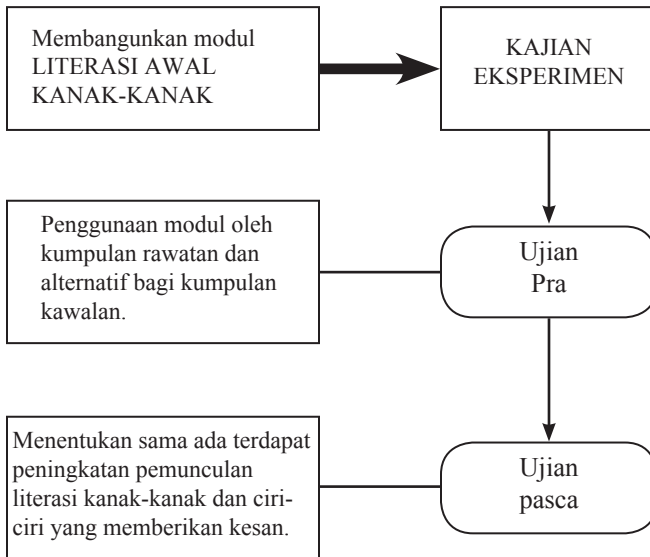 Membangunkan modul
LITERASI AWAL
KANAK-KANAK
KAJIAN
EKSPERIMEN
Penggunaan modul oleh
kumpulan rawatan dan
alternatif bagi kumpulan
kawalan.
Ujian
Pra
Menentukan sama ada terdapat
peningkatan pemunculan
literasi kanak-kanak dan ciri-
ciri yang memberikan kesan.
Ujian
pasca